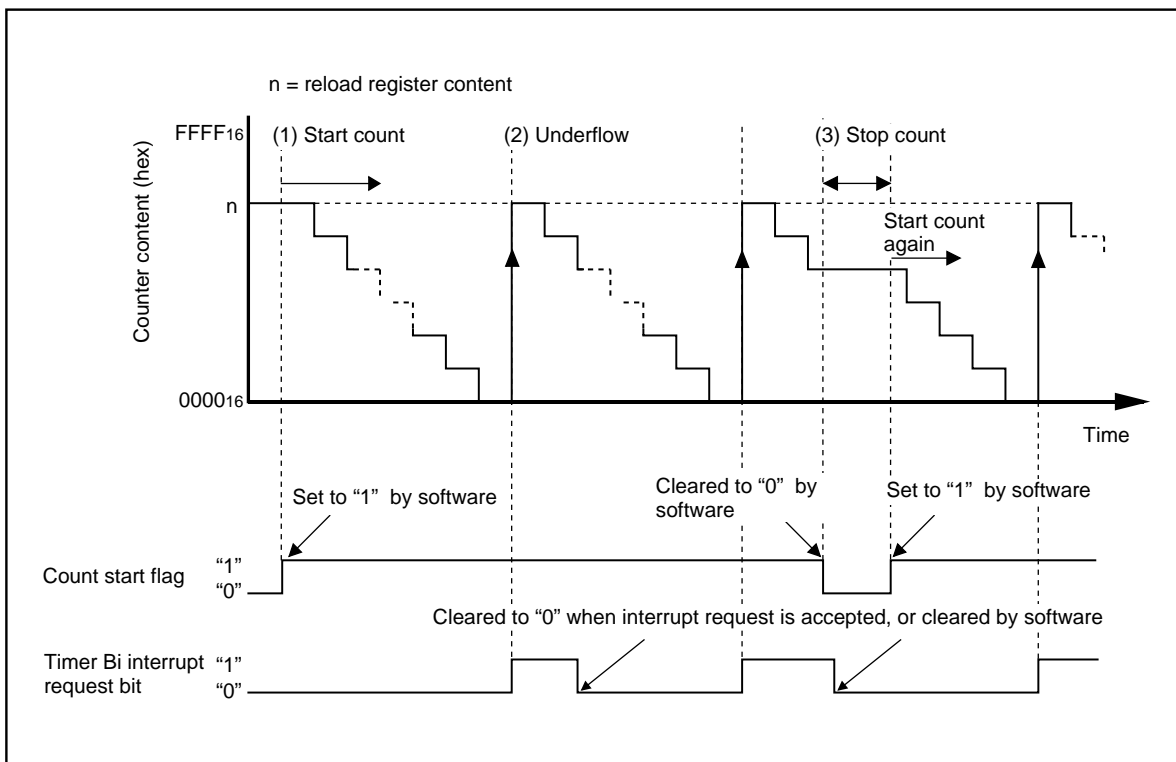 n = reload register content
FFFF16
(1) Start count
(2) Underflow
(3) Stop count
Counter content (hex)
n
Start count
again
000016
Time
Set to “1” by software
Cleared to “0” by
software
Set to “1” by software
Count start flag
“1”
“0”
Cleared to “0” when interrupt request is accepted, or cleared by software
Timer Bi interrupt
request bit
“1”
“0”